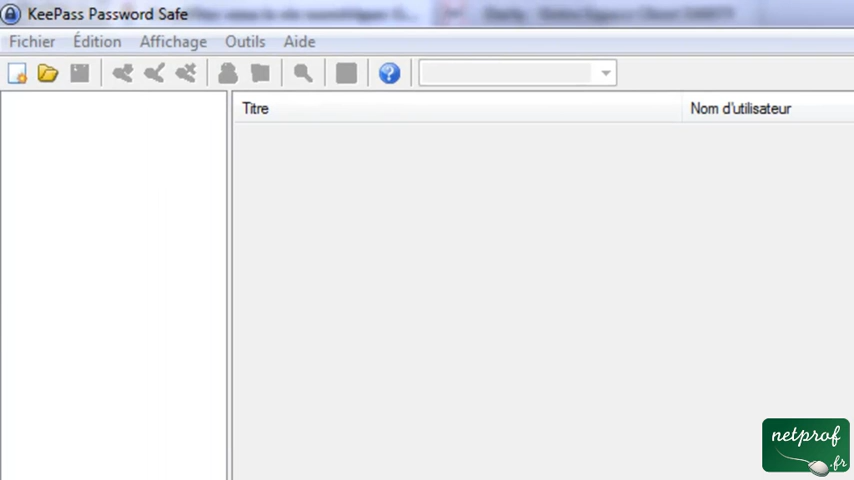 KeePass Password Safe
Fichier Édition Affichage Outils Aide
Titre Nom d'utilisateur
netprof
.fr